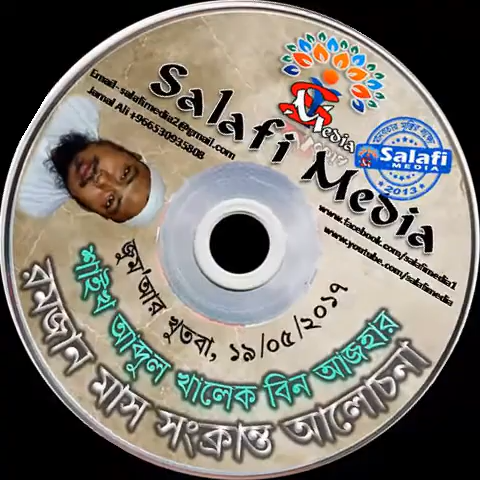 Salafi Media
Email-salafimedia2@gmail.com
Jamal Ali +966530935808
Media
Salafi
MEDIA
2013
www.facebook.com/salafimedia1
www.youtube.com/salafimedia
জুম'আর খুতবা, ১৯/০৫/২০১৭
শাইখ আব্দুল খালেক বিন আজহার
রমজান মাস সংক্রান্ত আলোচনা